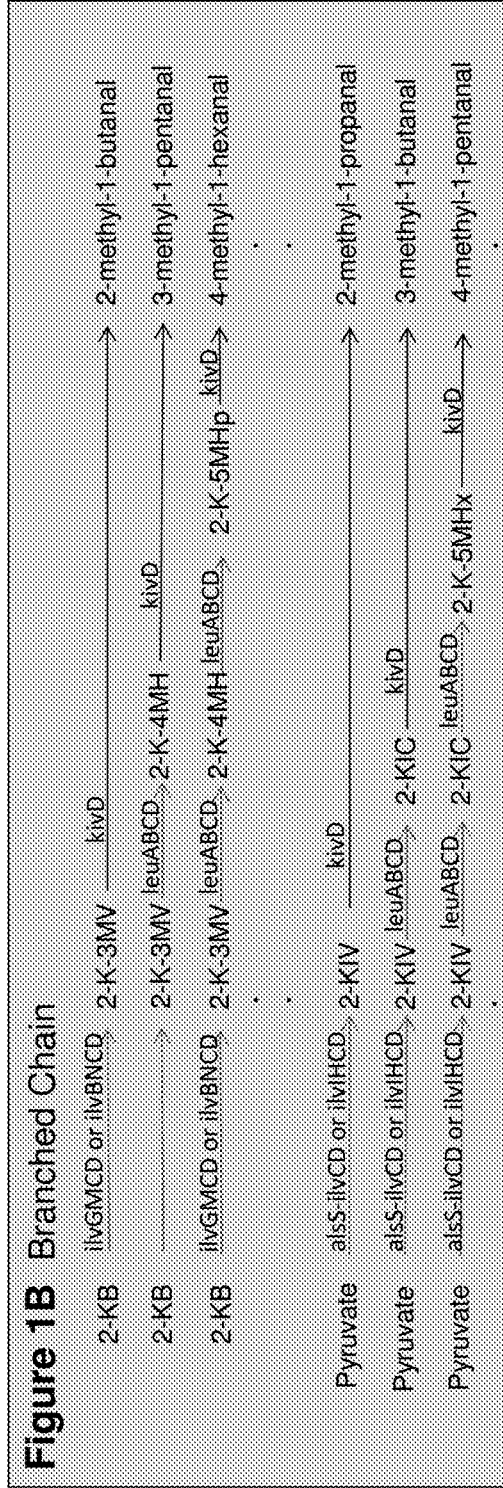 Figure 1B Branched Chain
2-KB ilvGMCD or ilvBNCD 2-K-3MV kivD 2-methyl-1-butanal
2-KB 2-K-3MV leuABCD 2-K-4MH kivD 3-methyl-1-pentanal
2-KB ilvGMCD or ilvBNCD 2-K-3MV leuABCD 2-K-4MH leuABCD 2-K-5MHp kivD 4-methyl-1-hexanal
Pyruvate alsS-ilvCD or ilvIHCD 2-KIV kivD 2-methyl-1-propanal
Pyruvate alsS-ilvCD or ilvIHCD 2-KIV leuABCD 2-KIC kivD 3-methyl-1-butanal
Pyruvate alsS-ilvCD or ilvIHCD 2-KIV leuABCD 2-KIC leuABCD 2-K-5MHx kivD 4-methyl-1-pentanal